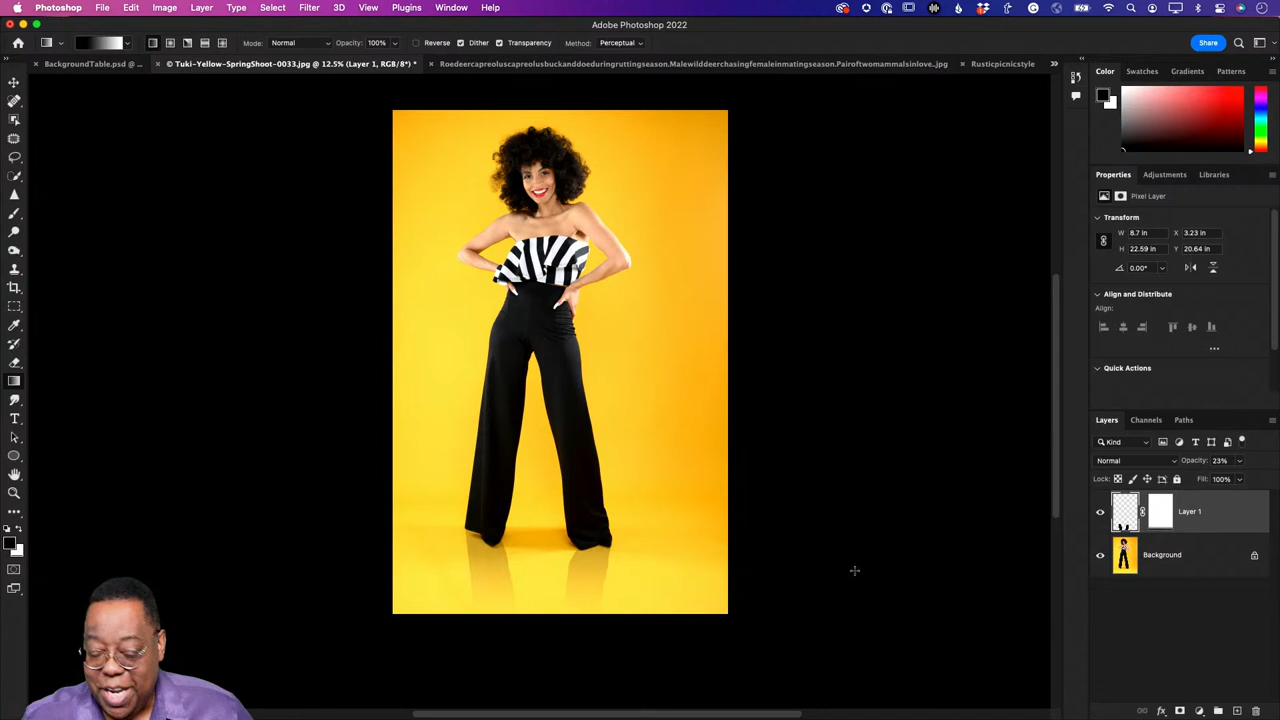 Photoshop File Edit Image Layer Type Select Filter 3D View Plugins Window Help
Adobe Photoshop 2022
Mode: Normal Opacity: 100% Reverse Dither Transparency Method: Perceptual Share
BackgroundTable.psd @ ... © Tuki-Yellow-SpringShoot-0033.jpg @ 12.5% (Layer 1, RGB/8*) * Roedeercapreoluscapreolusbuckanddoeduringruttingseason.Malewilddeerchasingfemaleinmatingseason.Pairoftwomammalsinlove..jpg Rusticpicnicstyle
Color Swatches Gradients Patterns
Properties Adjustments Libraries
Pixel Layer
Transform
W 8.7 in X 3.23 in
H 22.59 in Y 20.64 in
0.00°
Align and Distribute
Align:
Quick Actions
Layers Channels Paths
Kind
Normal Opacity: 23%
Lock: Fill: 100%
Layer 1
Background